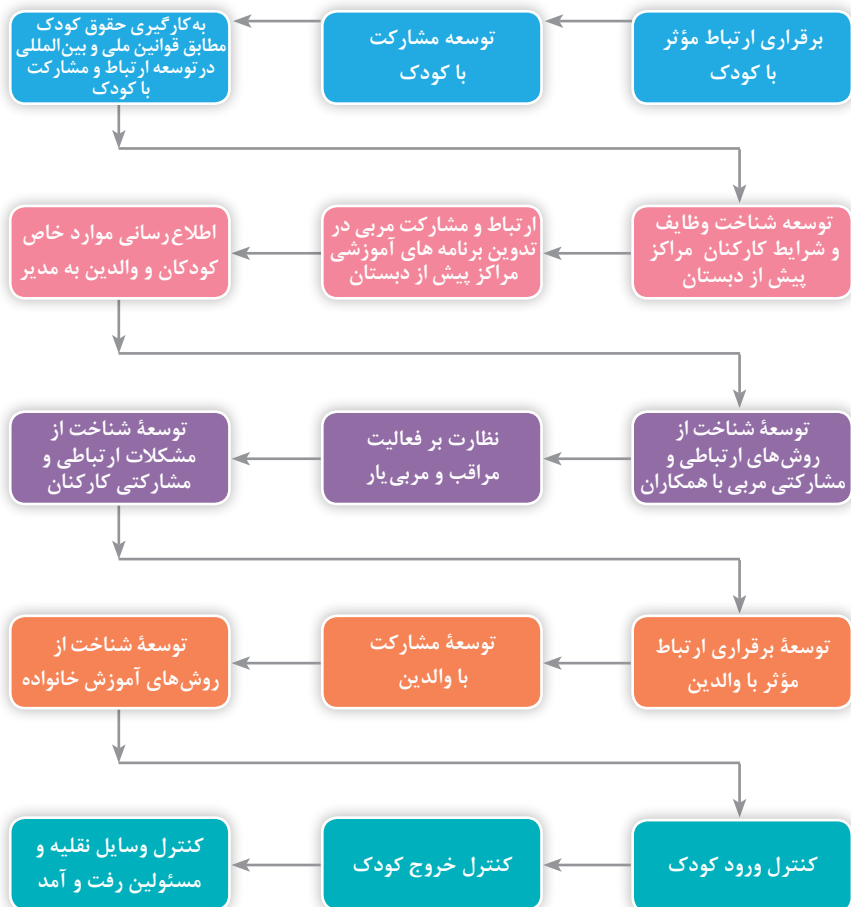 برقراری ارتباط مؤثر
با کودک
توسعه مشارکت
با کودک
به‌کارگیری حقوق کودک
مطابق قوانین ملی و بین‌المللی
درتوسعه ارتباط و مشارکت
با کودک
توسعه شناخت وظایف
و شرایط کارکنان مراکز
پیش از دبستان
ارتباط و مشارکت مربی در
تدوین برنامه های آموزشی
مراکز پیش از دبستان
اطلاع‌رسانی موارد خاص
کودکان و والدین به مدیر
توسعهٔ شناخت از
روش‌های ارتباطی و
مشارکتی مربی با همکاران
نظارت بر فعالیت
مراقب و مربی‌یار
توسعهٔ شناخت از
مشکلات ارتباطی و
مشارکتی کارکنان
توسعهٔ برقراری ارتباط
مؤثر با والدین
توسعهٔ مشارکت
با والدین
توسعهٔ شناخت از
روش‌های آموزش خانواده
کنترل ورود کودک
کنترل خروج کودک
کنترل وسایل نقلیه و
مسئولین رفت و آمد